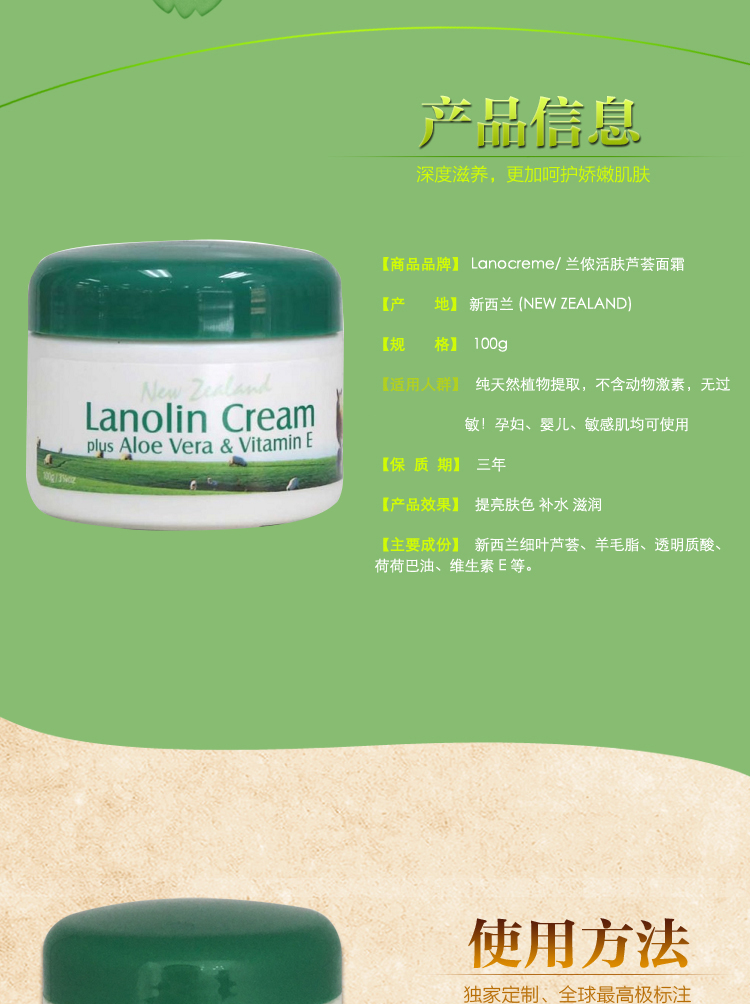 产品信息
深度滋养，更加呵护娇嫩肌肤
【商品品牌】 Lanocreme/ 兰侬活肤芦荟面霜
【产 地】 新西兰 (NEW ZEALAND)
【规 格】 100g
【适用人群】 纯天然植物提取，不含动物激素，无过
敏！孕妇、婴儿、敏感肌均可使用
【保 质 期】 三年
【产品效果】 提亮肤色 补水 滋润
【主要成份】 新西兰细叶芦荟、羊毛脂、透明质酸、
荷荷巴油、维生素 E 等。
New Zealand
Lanolin Cream
plus Aloe Vera & Vitamin E
使用方法
独家定制、全球最高极标注